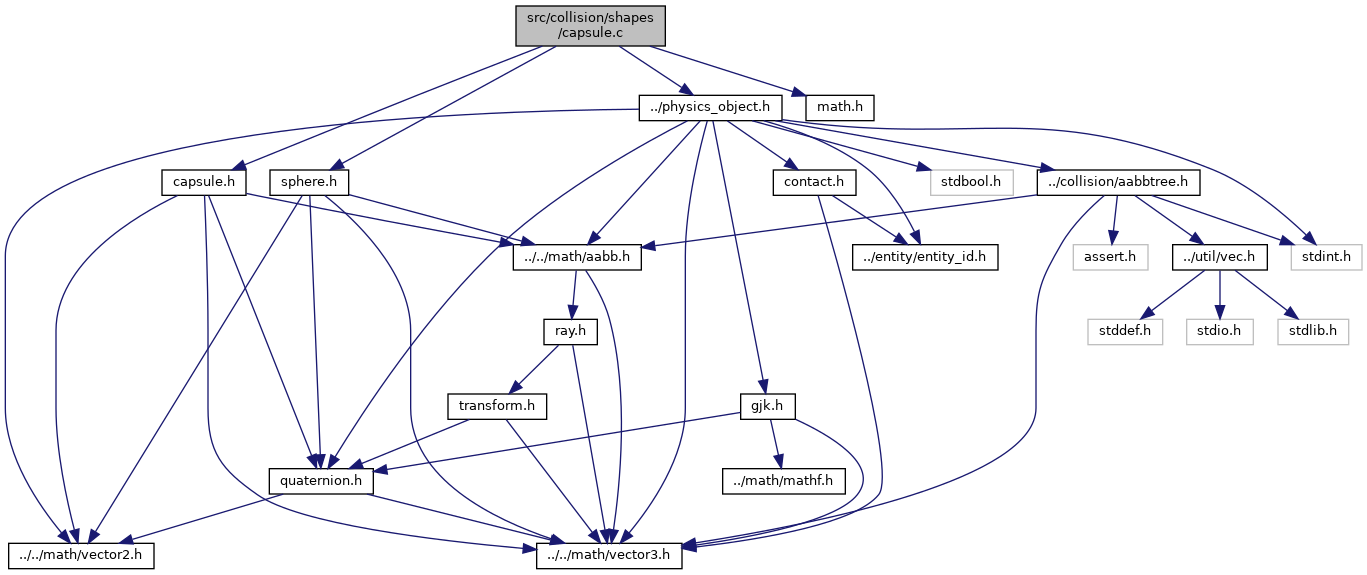 src/collision/shapes
/capsule.c
../physics_object.h
math.h
capsule.h
sphere.h
contact.h
stdbool.h
../collision/aabbtree.h
../../math/aabb.h
../entity/entity_id.h
assert.h
../util/vec.h
stdint.h
ray.h
stddef.h
stdio.h
stdlib.h
transform.h
gjk.h
quaternion.h
../math/mathf.h
../../math/vector2.h
../../math/vector3.h